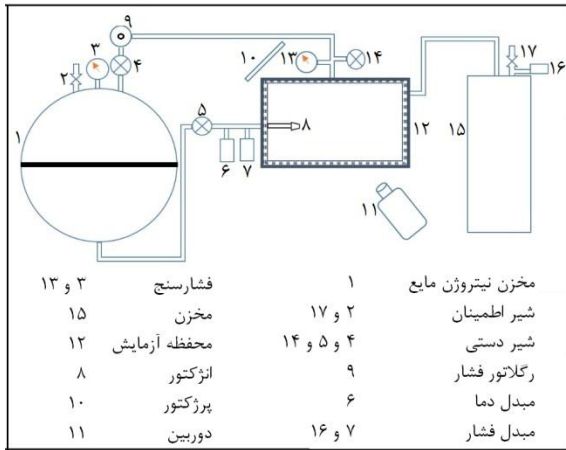 ۹
۳
۲
۴
۱۰
۱۳
۱۴
۱۷
۱۶
۱
۵
۸
۱۲
۱۵
۶
۷
۱۱
مخزن نیتروژن مایع ۱ فشارسنج ۳ و ۱۳
شیر اطمینان ۲ و ۱۷ مخزن ۱۵
شیر دستی ۴ و ۵ و ۱۴ محفظه آزمایش ۱۲
رگلاتور فشار ۹ انژکتور ۸
مبدل دما ۶ پرژکتور ۱۰
مبدل فشار ۷ و ۱۶ دوربین ۱۱